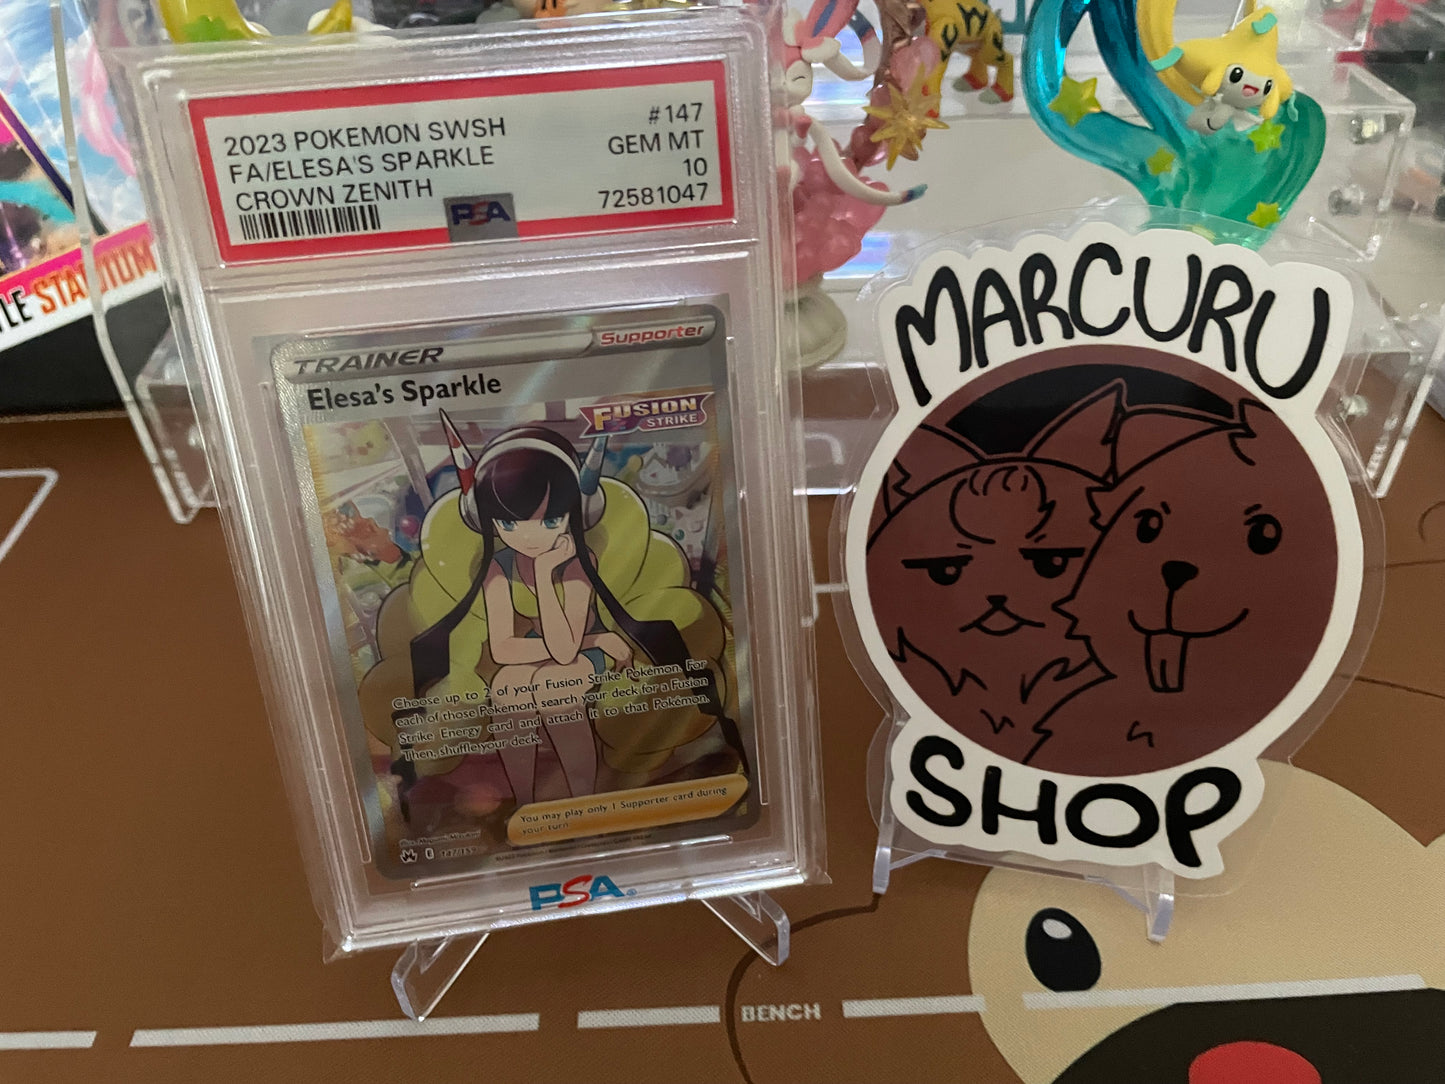 2023 POKEMON SWSH
FA/ELESA'S SPARKLE
CROWN ZENITH
#147
GEM MT
10
72581047
PSA
STADIUM
TRAINER
Supporter
Elesa's Sparkle
FUSION
STRIKE
Choose up to 2 of your Fusion Strike Pokémon. For
each of those Pokémon, search your deck for a Fusion
Strike Energy card and attach it to that Pokémon.
Then, shuffle your deck.
You may play only 1 Supporter card during
your turn.
E 147/159
PSA
MARCURU
SHOP
BENCH